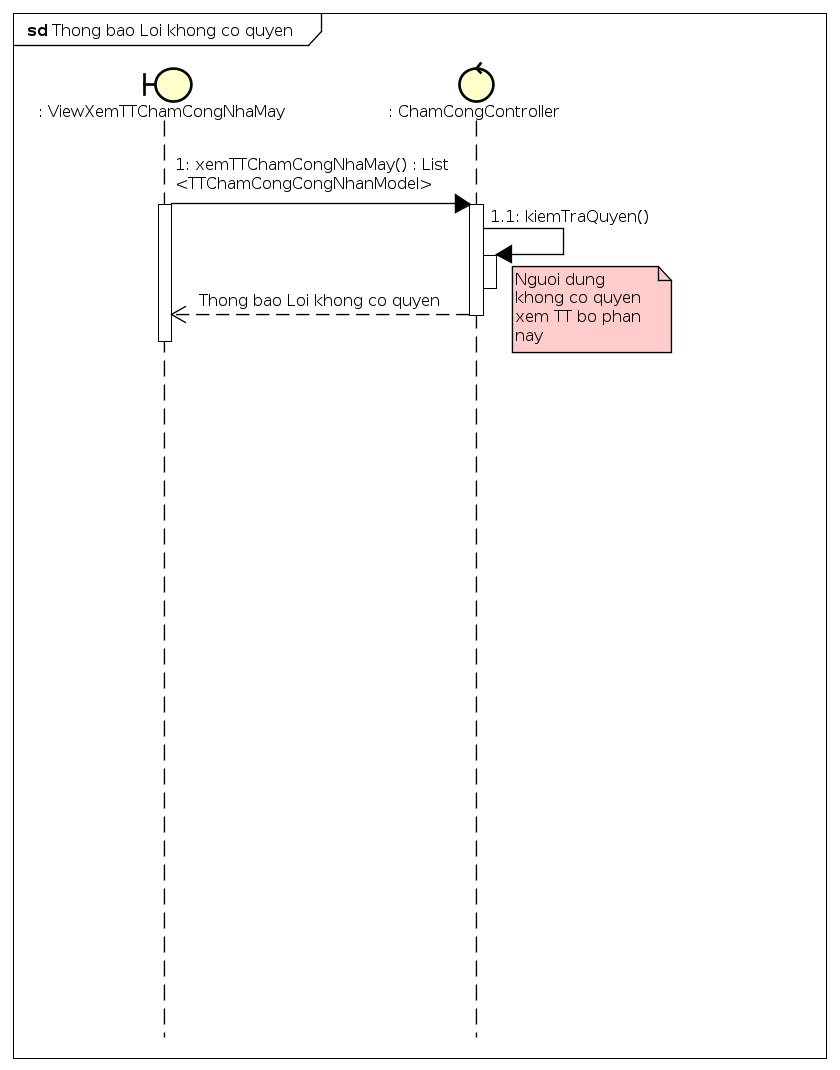 sd Thong bao Loi khong co quyen
: ViewXemTTChamCongNhaMay
: ChamCongController
1: xemTTChamCongNhaMay() : List
<TTChamCongCongNhanModel>
1.1: kiemTraQuyen()
Nguoi dung
khong co quyen
xem TT bo phan
nay
Thong bao Loi khong co quyen